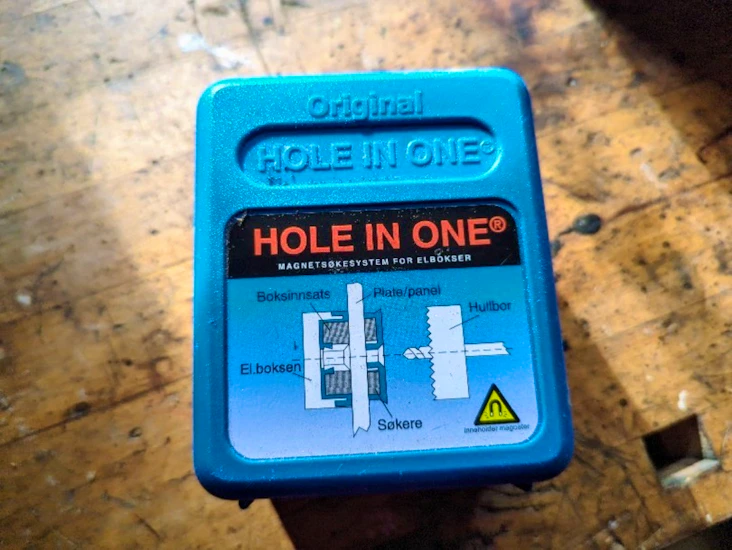 Original
HOLE IN ONE®
HOLE IN ONE®
MAGNETSØKESYSTEM FOR ELBOKSER
Boksinnsats
Plate/panel
Hullbor
El.boksen
Søkere
Inneholder magneter